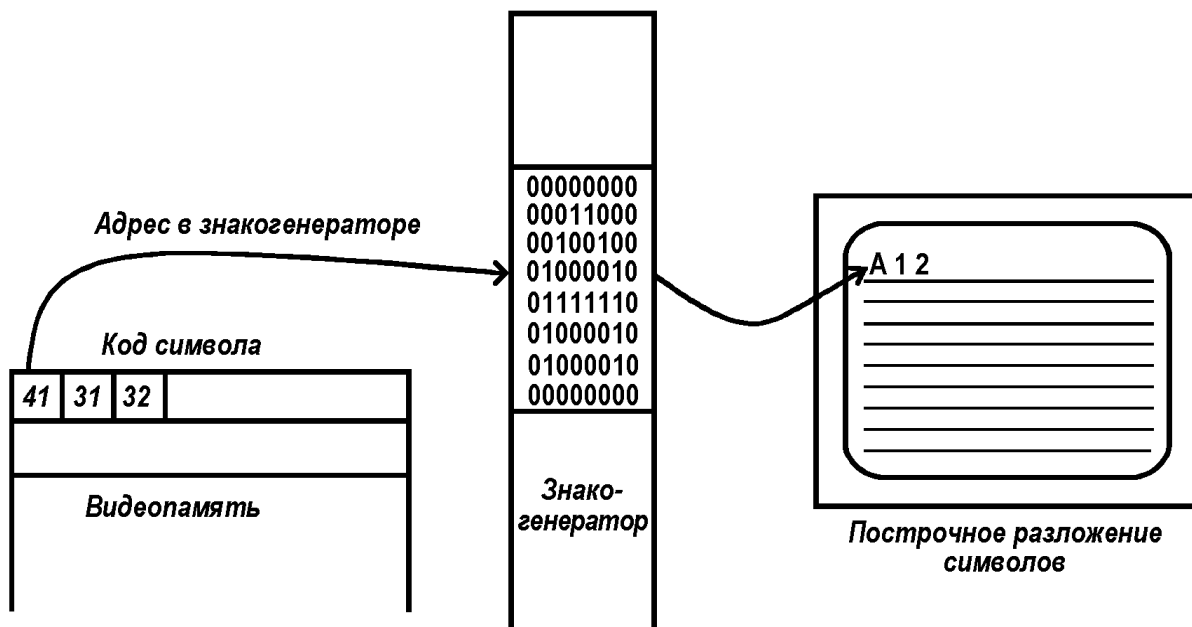 Адрес в знакогенераторе
Код символа
41 31 32
Видеопамять
00000000
00011000
00100100
01000010
01111110
01000010
01000010
00000000
Знако-
генератор
A 1 2
Построчное разложение
символов